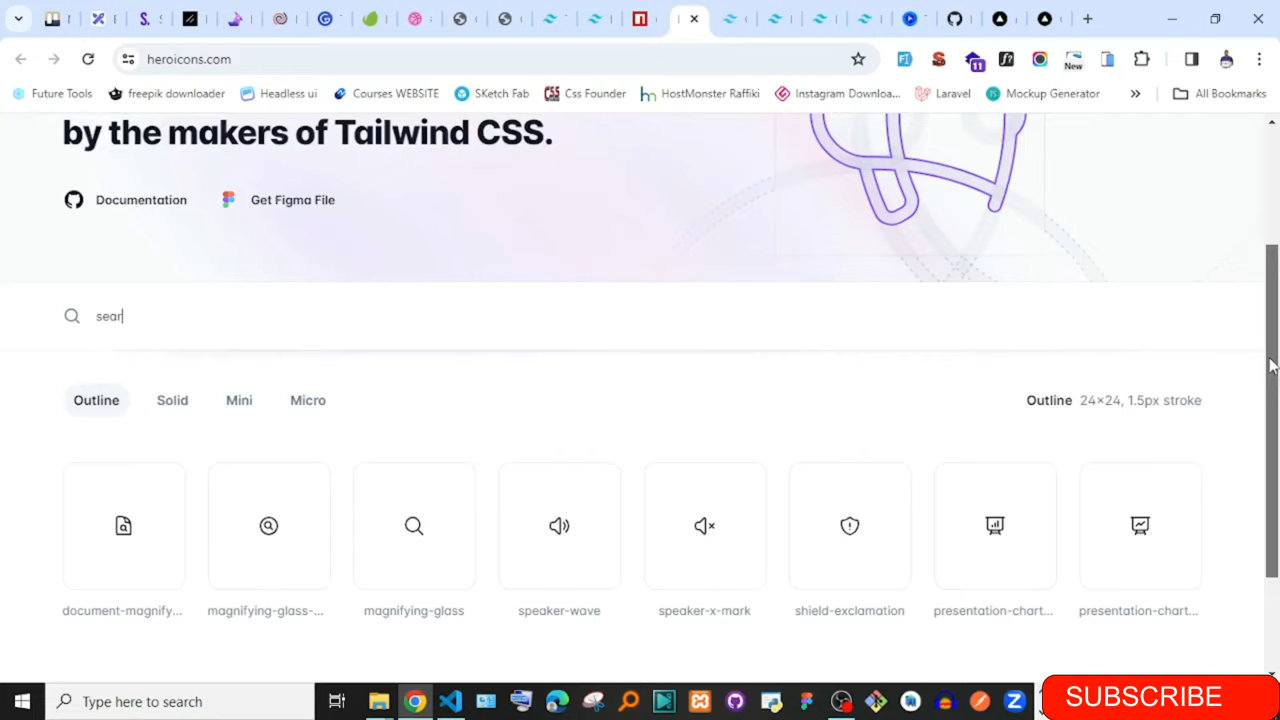 heroicons.com
11
New
Future Tools
freepik downloader
Headless ui
Courses WEBSITE
SKetch Fab
Css Founder
HostMonster Raffiki
Instagram Downloa...
Laravel
Mockup Generator
All Bookmarks
by the makers of Tailwind CSS.
Documentation
Get Figma File
sear
Outline
Solid
Mini
Micro
Outline 24×24, 1.5px stroke
document-magnify...
magnifying-glass-...
magnifying-glass
speaker-wave
speaker-x-mark
shield-exclamation
presentation-chart...
presentation-chart...
Type here to search
SUBSCRIBE